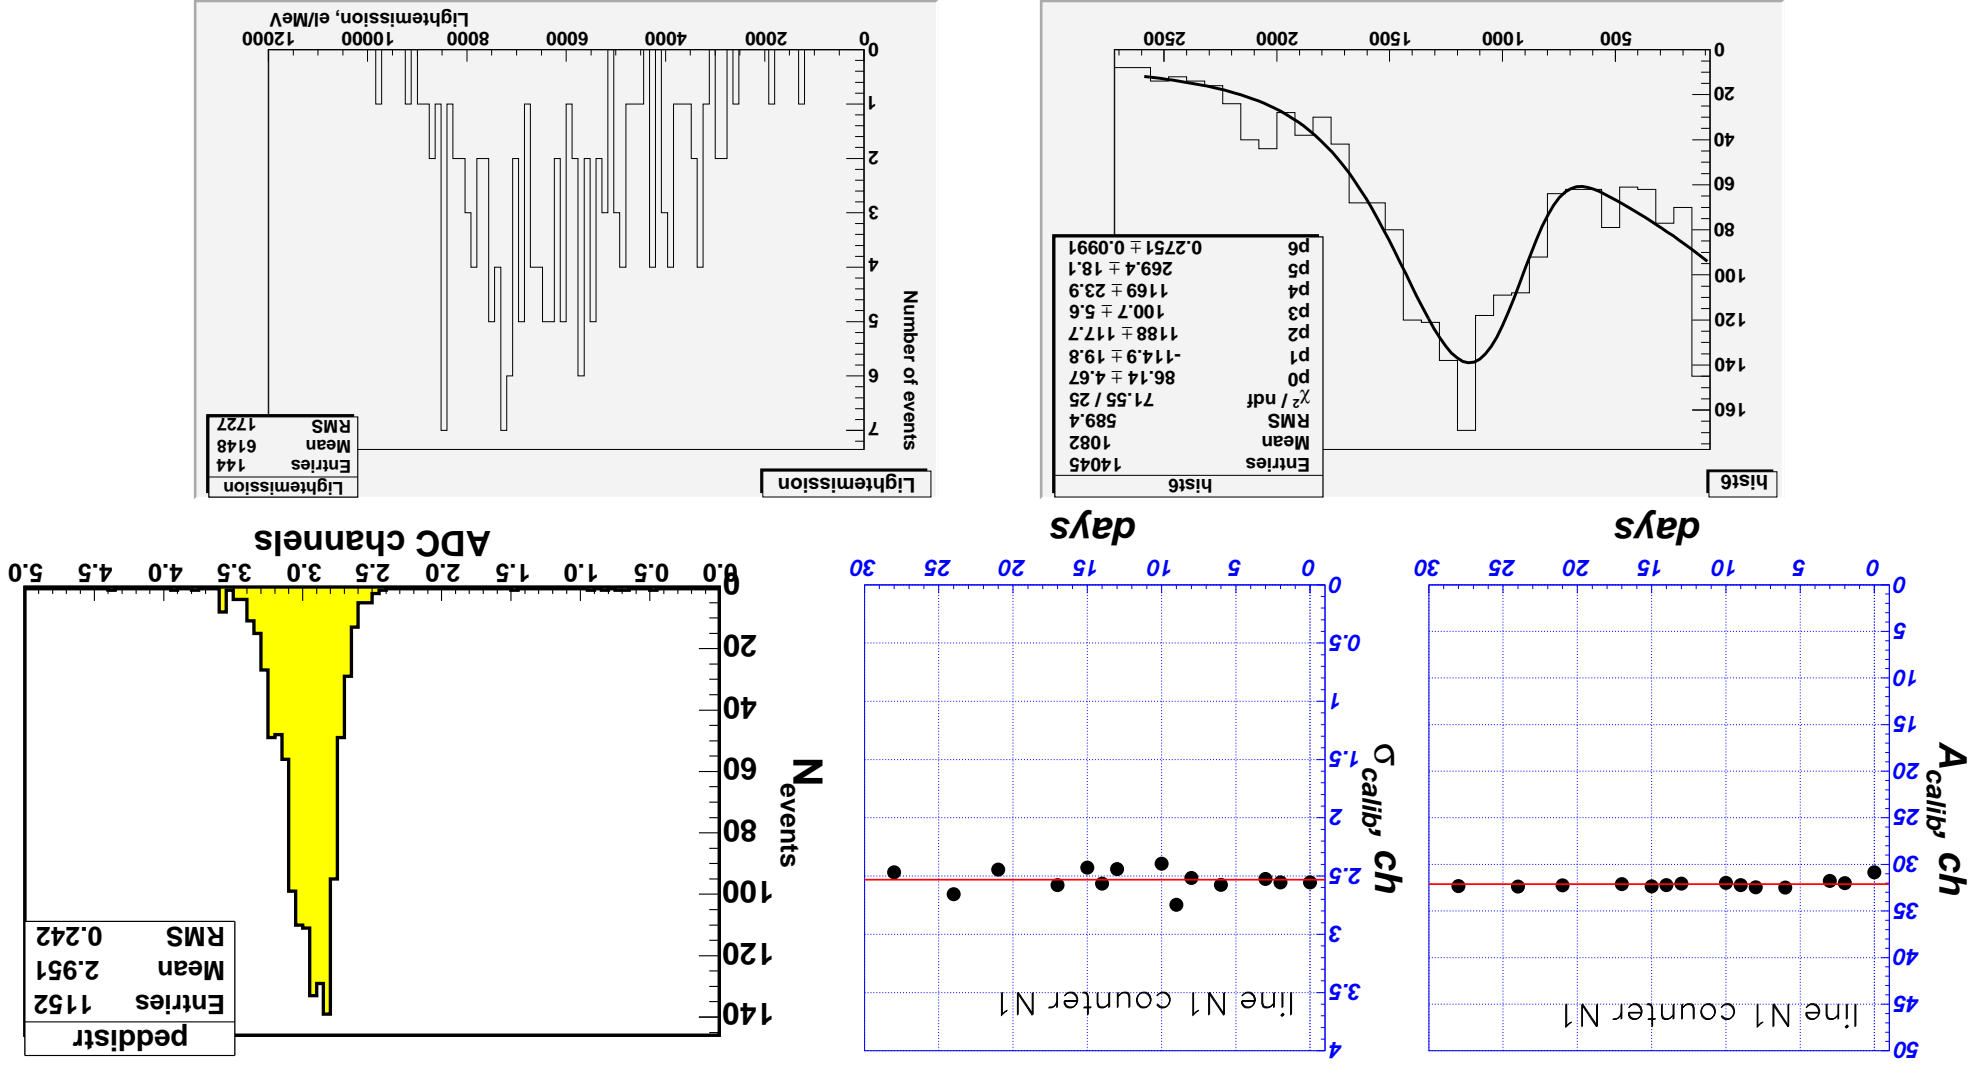 A calib, ch
50
45
40
35
30
25
20
15
10
5
0
line N1 counter N1
0 5 10 15 20 25 30
days
σ calib, ch
4
3.5
3
2.5
2
1.5
1
0.5
0
line N1 counter N1
0 5 10 15 20 25 30
days
N events
140
120
100
80
60
40
20
0
peddistr
Entries 1152
Mean 2.951
RMS 0.242
0.0 0.5 1.0 1.5 2.0 2.5 3.0 3.5 4.0 4.5 5.0
ADC channels
hist6
hist6
Entries 14045
Mean 1082
RMS 589.4
χ² / ndf 71.55 / 25
p0 86.14 ± 4.67
p1 -114.9 ± 19.8
p2 1188 ± 117.7
p3 100.7 ± 5.6
p4 1169 ± 23.9
p5 269.4 ± 18.1
p6 0.2751 ± 0.0991
160
140
120
100
80
60
40
20
0
500 1000 1500 2000 2500
Lightemission
Lightemission
Entries 144
Mean 6148
RMS 1727
Number of events
7
6
5
4
3
2
1
0
0 2000 4000 6000 8000 10000 12000
Lightemission, el/MeV